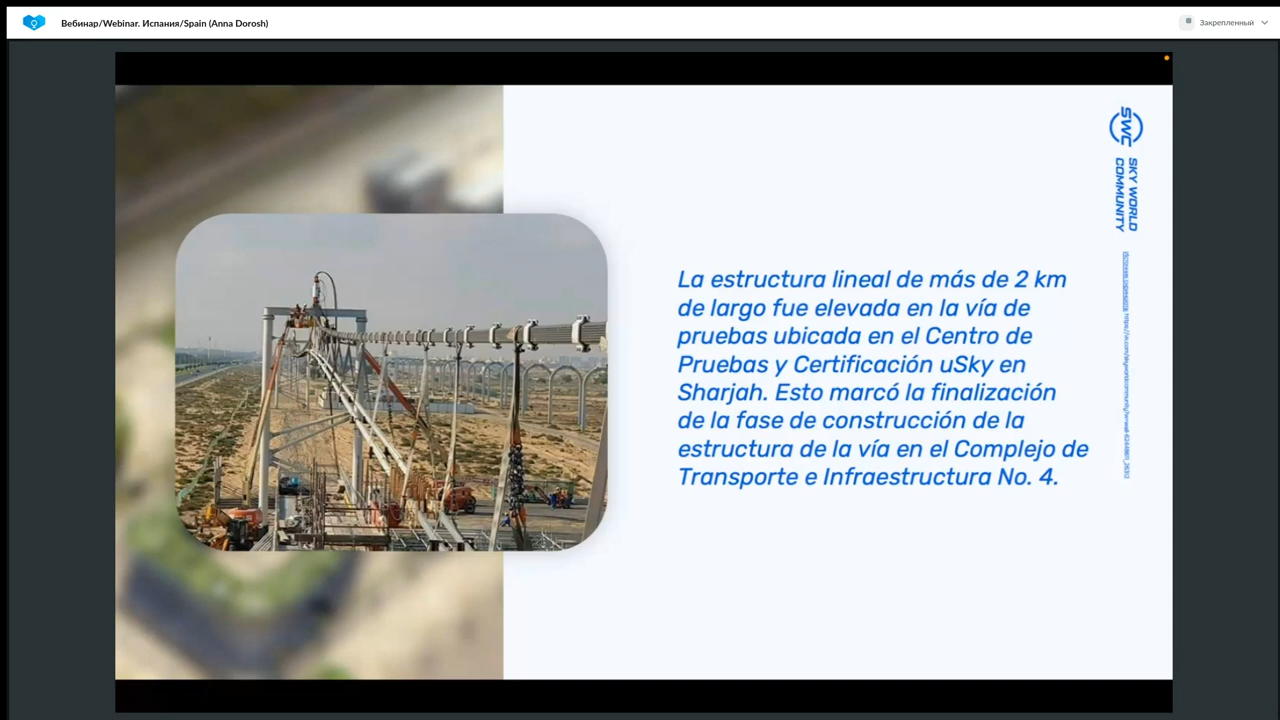 Вебинар/Webinar. Испания/Spain (Anna Dorosh)
Закрепленный
La estructura lineal de más de 2 km
de largo fue elevada en la vía de
pruebas ubicada en el Centro de
Pruebas y Certificación uSky en
Sharjah. Esto marcó la finalización
de la fase de construcción de la
estructura de la vía en el Complejo de
Transporte e Infraestructura No. 4.
SWC
SKY WORLD
COMMUNITY